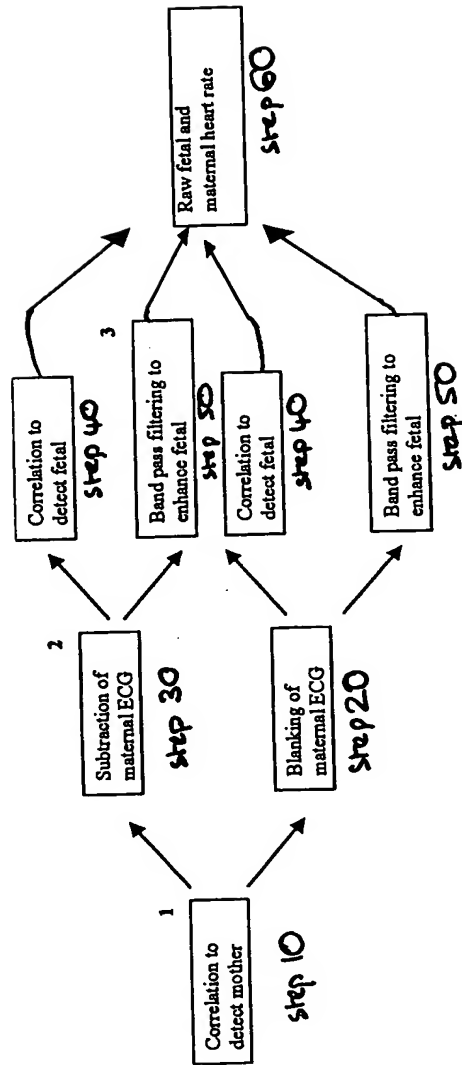 1
Correlation to
detect mother
step 10
2
Subtraction of
maternal ECG
step 30
Blanking of
maternal ECG
step 20
Correlation to
detect fetal
step 40
3
Band pass filtering to
enhance fetal
step 50
Correlation to
detect fetal
step 40
Band pass filtering to
enhance fetal
step 50
Raw fetal and
maternal heart rate
step 60